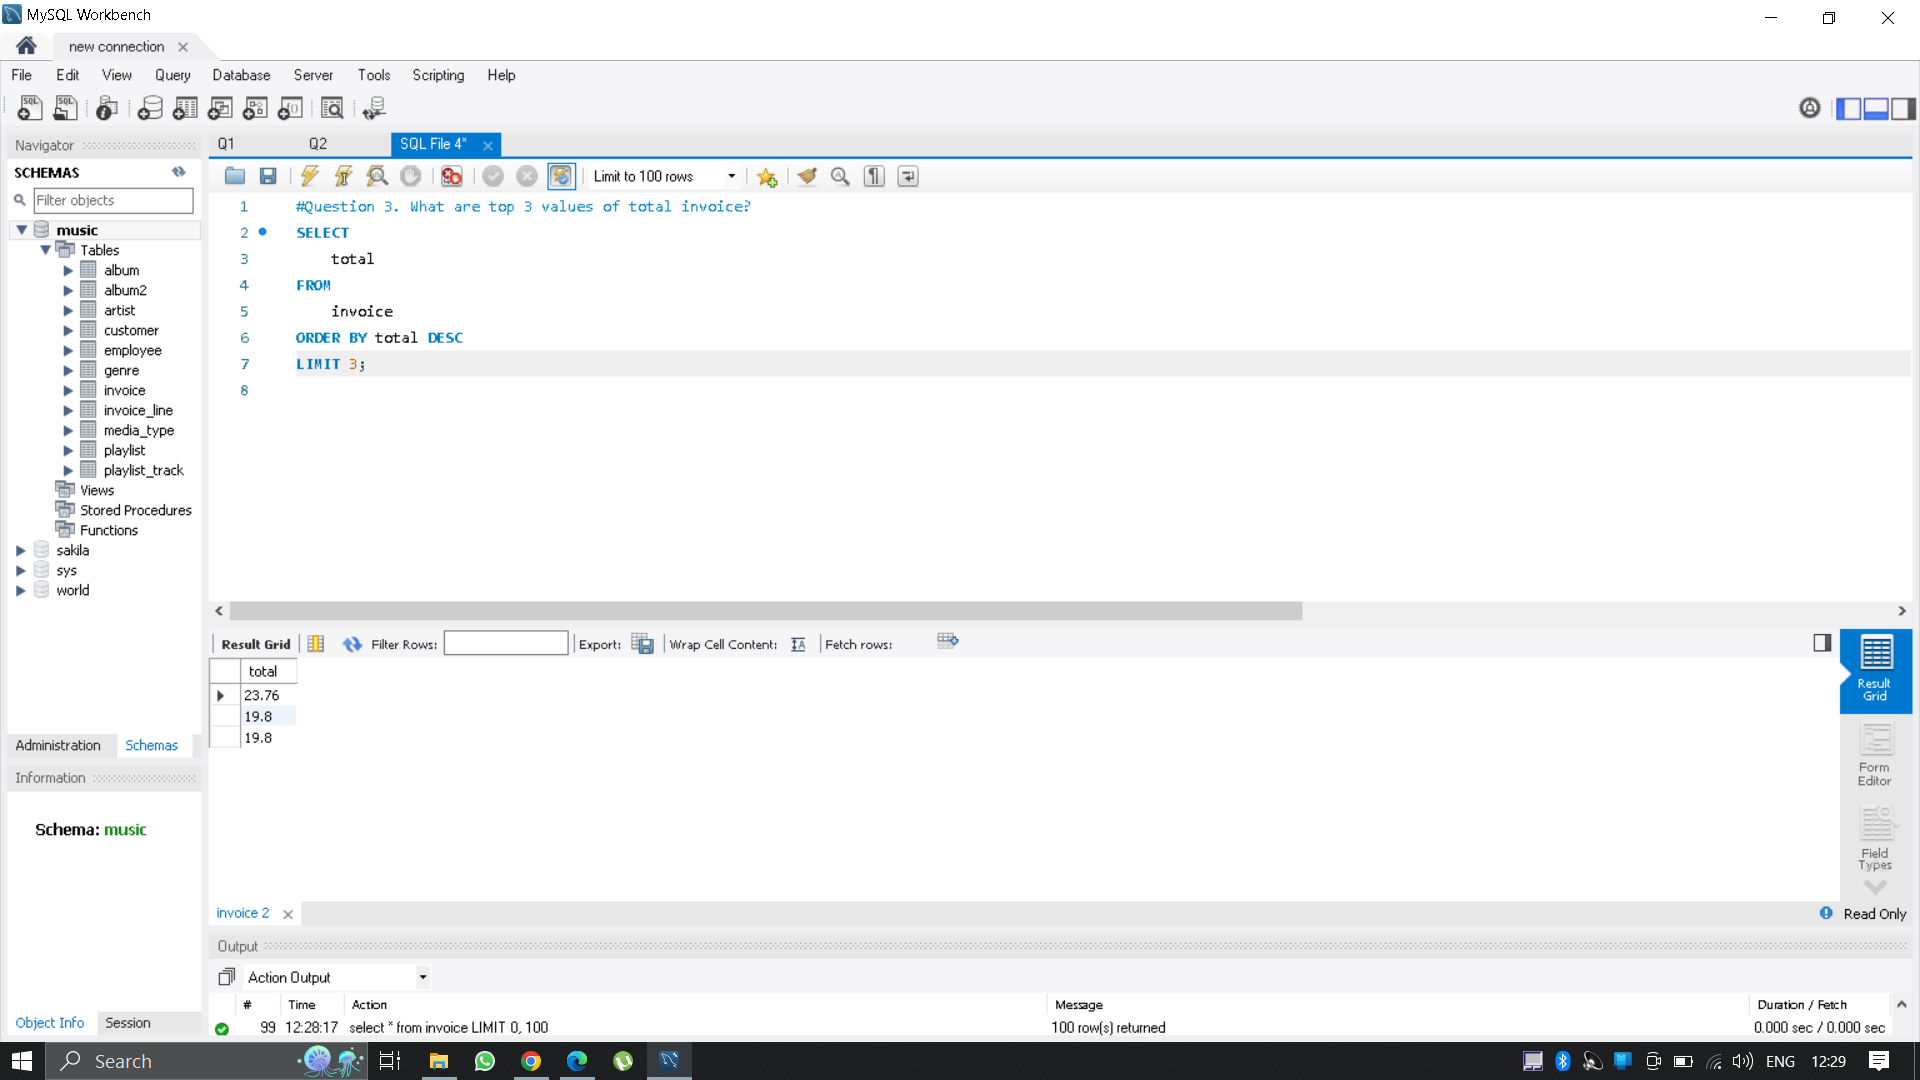 MySQL Workbench
new connection
File Edit View Query Database Server Tools Scripting Help
Navigator
SCHEMAS
Filter objects
music
Tables
album
album2
artist
customer
employee
genre
invoice
invoice_line
media_type
playlist
playlist_track
Views
Stored Procedures
Functions
sakila
sys
world
Administration Schemas
Information
Schema: music
Object Info Session
Q1 Q2 SQL File 4*
Limit to 100 rows
1 #Question 3. What are top 3 values of total invoice?
2 SELECT
3 total
4 FROM
5 invoice
6 ORDER BY total DESC
7 LIMIT 3;
8
Result Grid Filter Rows: Export: Wrap Cell Content: Fetch rows:
total
23.76
19.8
19.8
Result
Grid
Form
Editor
Field
Types
invoice 2
Read Only
Output
Action Output
# Time Action Message Duration / Fetch
99 12:28:17 select * from invoice LIMIT 0, 100 100 row(s) returned 0.000 sec / 0.000 sec
Search
ENG 12:29